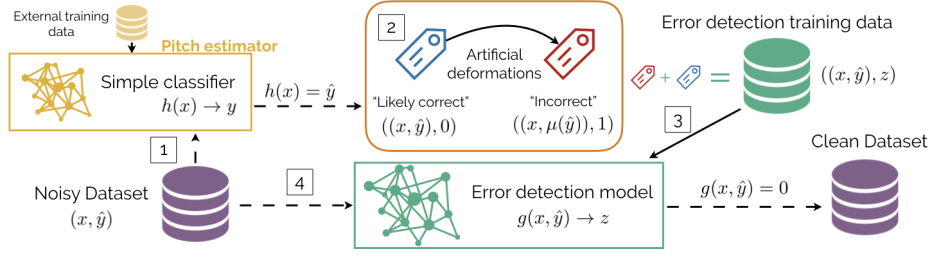 External training
data
Pitch estimator
Simple classifier
h(x) → y
h(x) = ŷ
1
Noisy Dataset
(x, ŷ)
2
Artificial
deformations
"Likely correct"
((x, ŷ), 0)
"Incorrect"
((x, μ(ŷ)), 1)
Error detection training data
+ =
((x, ŷ), z)
3
4
Error detection model
g(x, ŷ) → z
g(x, ŷ) = 0
Clean Dataset